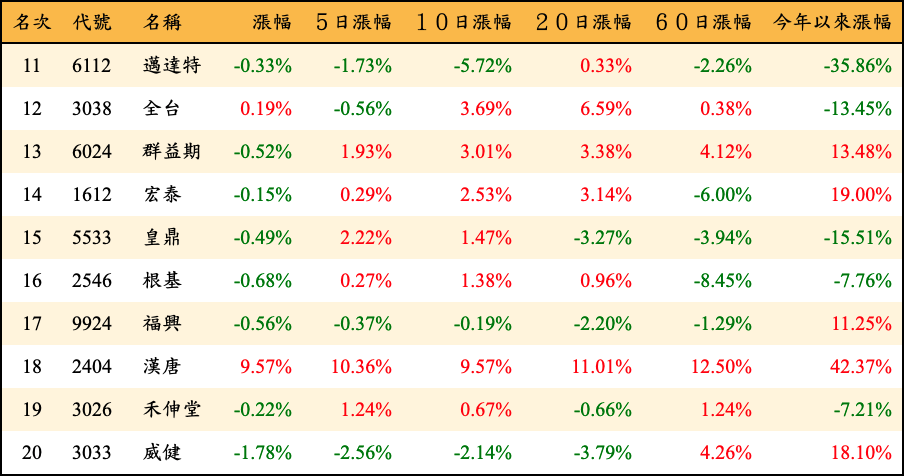 名次 代號 名稱 漲幅 5日漲幅 10日漲幅 20日漲幅 60日漲幅 今年以來漲幅
11 6112 邁達特 -0.33% -1.73% -5.72% 0.33% -2.26% -35.86%
12 3038 全台 0.19% -0.56% 3.69% 6.59% 0.38% -13.45%
13 6024 群益期 -0.52% 1.93% 3.01% 3.38% 4.12% 13.48%
14 1612 宏泰 -0.15% 0.29% 2.53% 3.14% -6.00% 19.00%
15 5533 皇鼎 -0.49% 2.22% 1.47% -3.27% -3.94% -15.51%
16 2546 根基 -0.68% 0.27% 1.38% 0.96% -8.45% -7.76%
17 9924 福興 -0.56% -0.37% -0.19% -2.20% -1.29% 11.25%
18 2404 漢唐 9.57% 10.36% 9.57% 11.01% 12.50% 42.37%
19 3026 禾伸堂 -0.22% 1.24% 0.67% -0.66% 1.24% -7.21%
20 3033 威健 -1.78% -2.56% -2.14% -3.79% 4.26% 18.10%